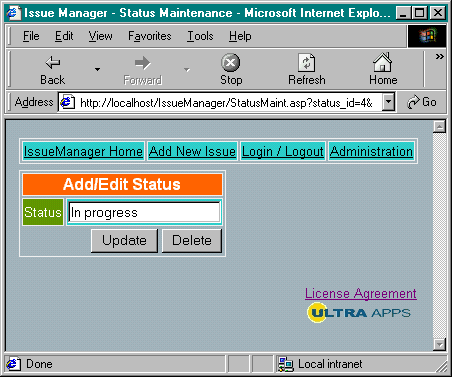 Issue Manager - Status Maintenance - Microsoft Internet Explo...
File Edit View Favorites Tools Help
Back Forward Stop Refresh Home
Address http://localhost/IssueManager/StatusMaint.asp?status_id=4& Go
IssueManager Home Add New Issue Login / Logout Administration
Add/Edit Status
Status In progress
Update Delete
License Agreement
ULTRA APPS
Done Local intranet